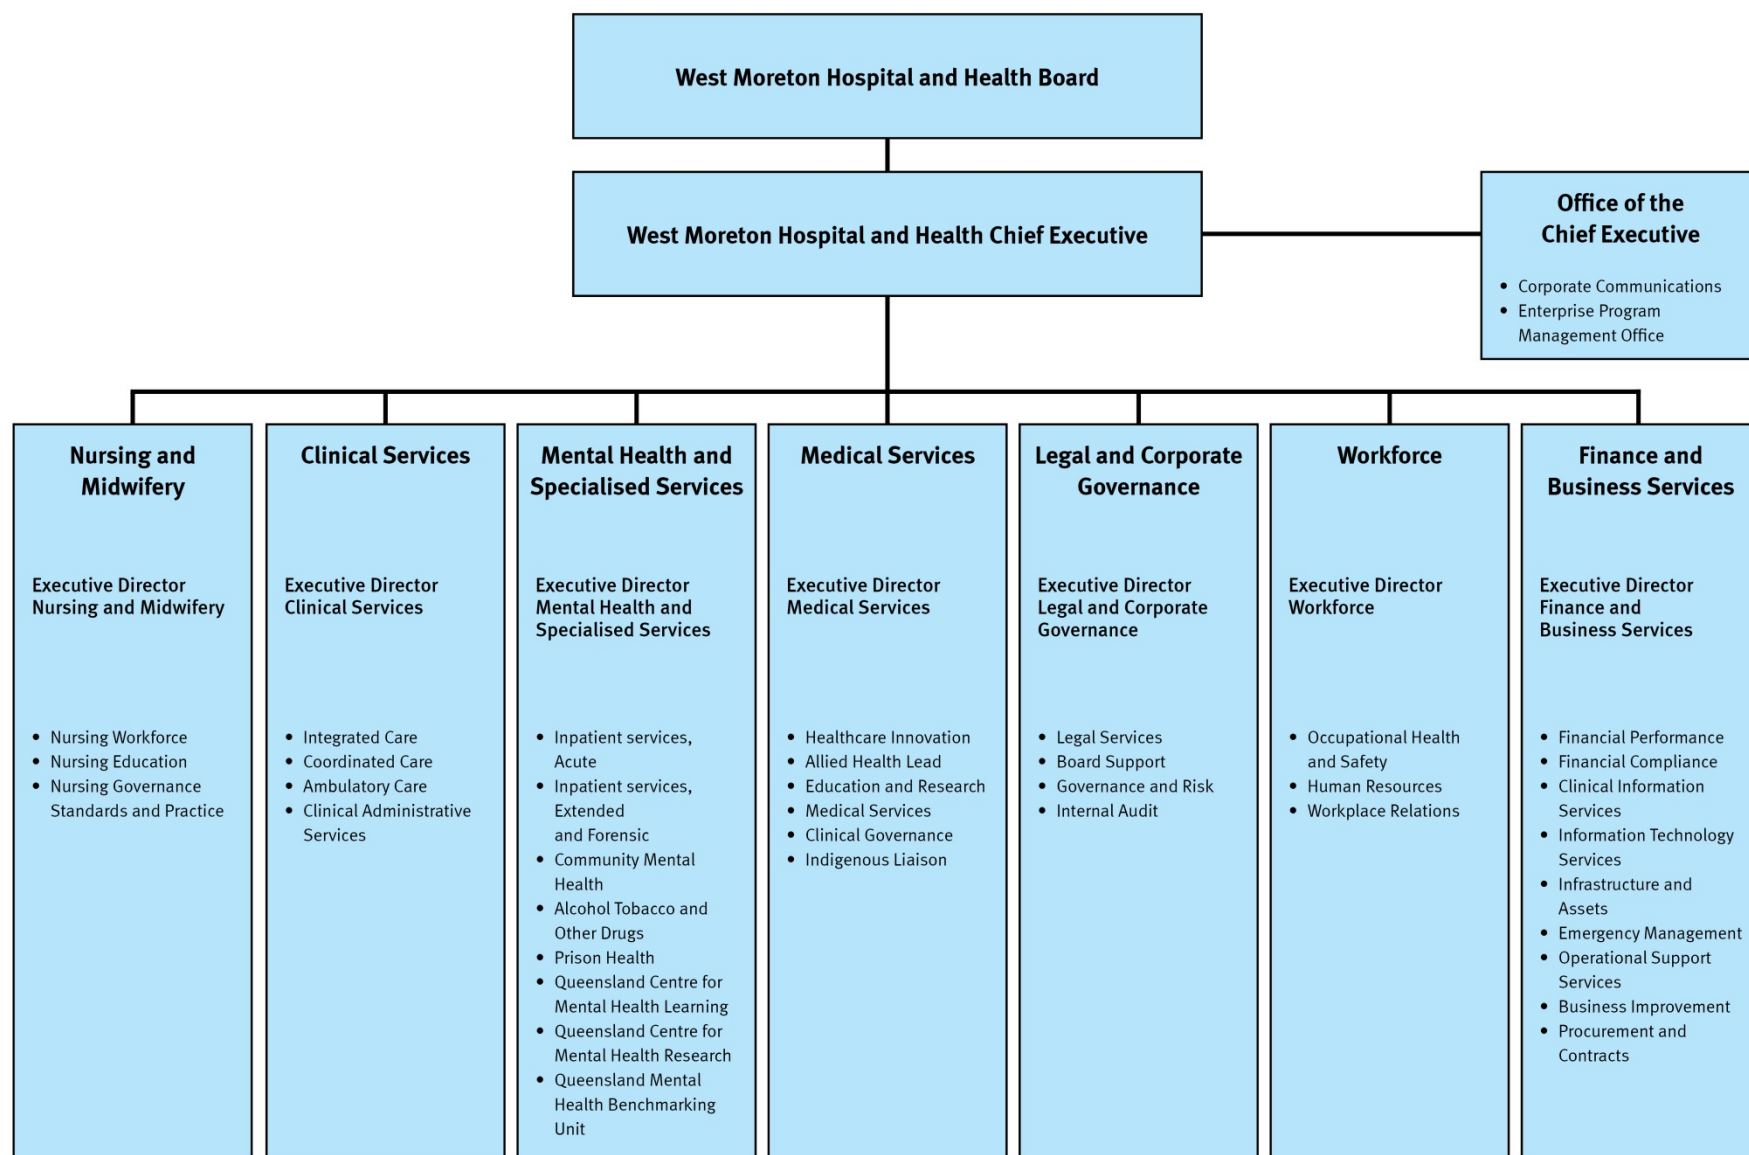 West Moreton Hospital and Health Board
West Moreton Hospital and Health Chief Executive
Office of the
Chief Executive
• Corporate Communications
• Enterprise Program
Management Office
Nursing and
Midwifery
Executive Director
Nursing and Midwifery
• Nursing Workforce
• Nursing Education
• Nursing Governance
Standards and Practice
Clinical Services
Executive Director
Clinical Services
• Integrated Care
• Coordinated Care
• Ambulatory Care
• Clinical Administrative
Services
Mental Health and
Specialised Services
Executive Director
Mental Health and
Specialised Services
• Inpatient services,
Acute
• Inpatient services,
Extended
and Forensic
• Community Mental
Health
• Alcohol Tobacco and
Other Drugs
• Prison Health
• Queensland Centre for
Mental Health Learning
• Queensland Centre for
Mental Health Research
• Queensland Mental
Health Benchmarking
Unit
Medical Services
Executive Director
Medical Services
• Healthcare Innovation
• Allied Health Lead
• Education and Research
• Medical Services
• Clinical Governance
• Indigenous Liaison
Legal and Corporate
Governance
Executive Director
Legal and Corporate
Governance
• Legal Services
• Board Support
• Governance and Risk
• Internal Audit
Workforce
Executive Director
Workforce
• Occupational Health
and Safety
• Human Resources
• Workplace Relations
Finance and
Business Services
Executive Director
Finance and
Business Services
• Financial Performance
• Financial Compliance
• Clinical Information
Services
• Information Technology
Services
• Infrastructure and
Assets
• Emergency Management
• Operational Support
Services
• Business Improvement
• Procurement and
Contracts